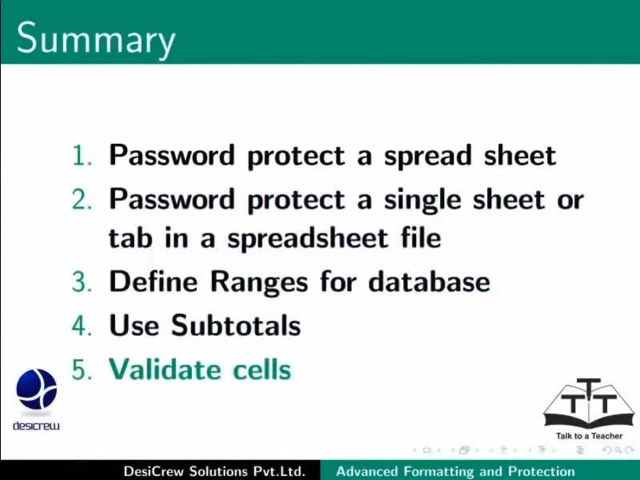 Summary
1. Password protect a spread sheet
2. Password protect a single sheet or
tab in a spreadsheet file
3. Define Ranges for database
4. Use Subtotals
5. Validate cells
desicrew
TTT
Talk to a Teacher
DesiCrew Solutions Pvt.Ltd. Advanced Formatting and Protection